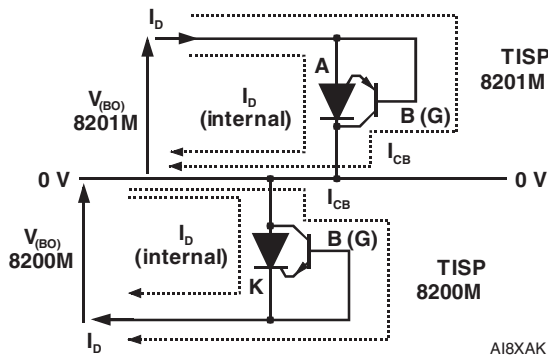 I_D
TISP
8201M
A
V_(BO)
8201M
I_D
(internal)
B (G)
I_CB
0 V
0 V
I_CB
V_(BO)
8200M
I_D
(internal)
B (G)
K
TISP
8200M
I_D
AI8XAK